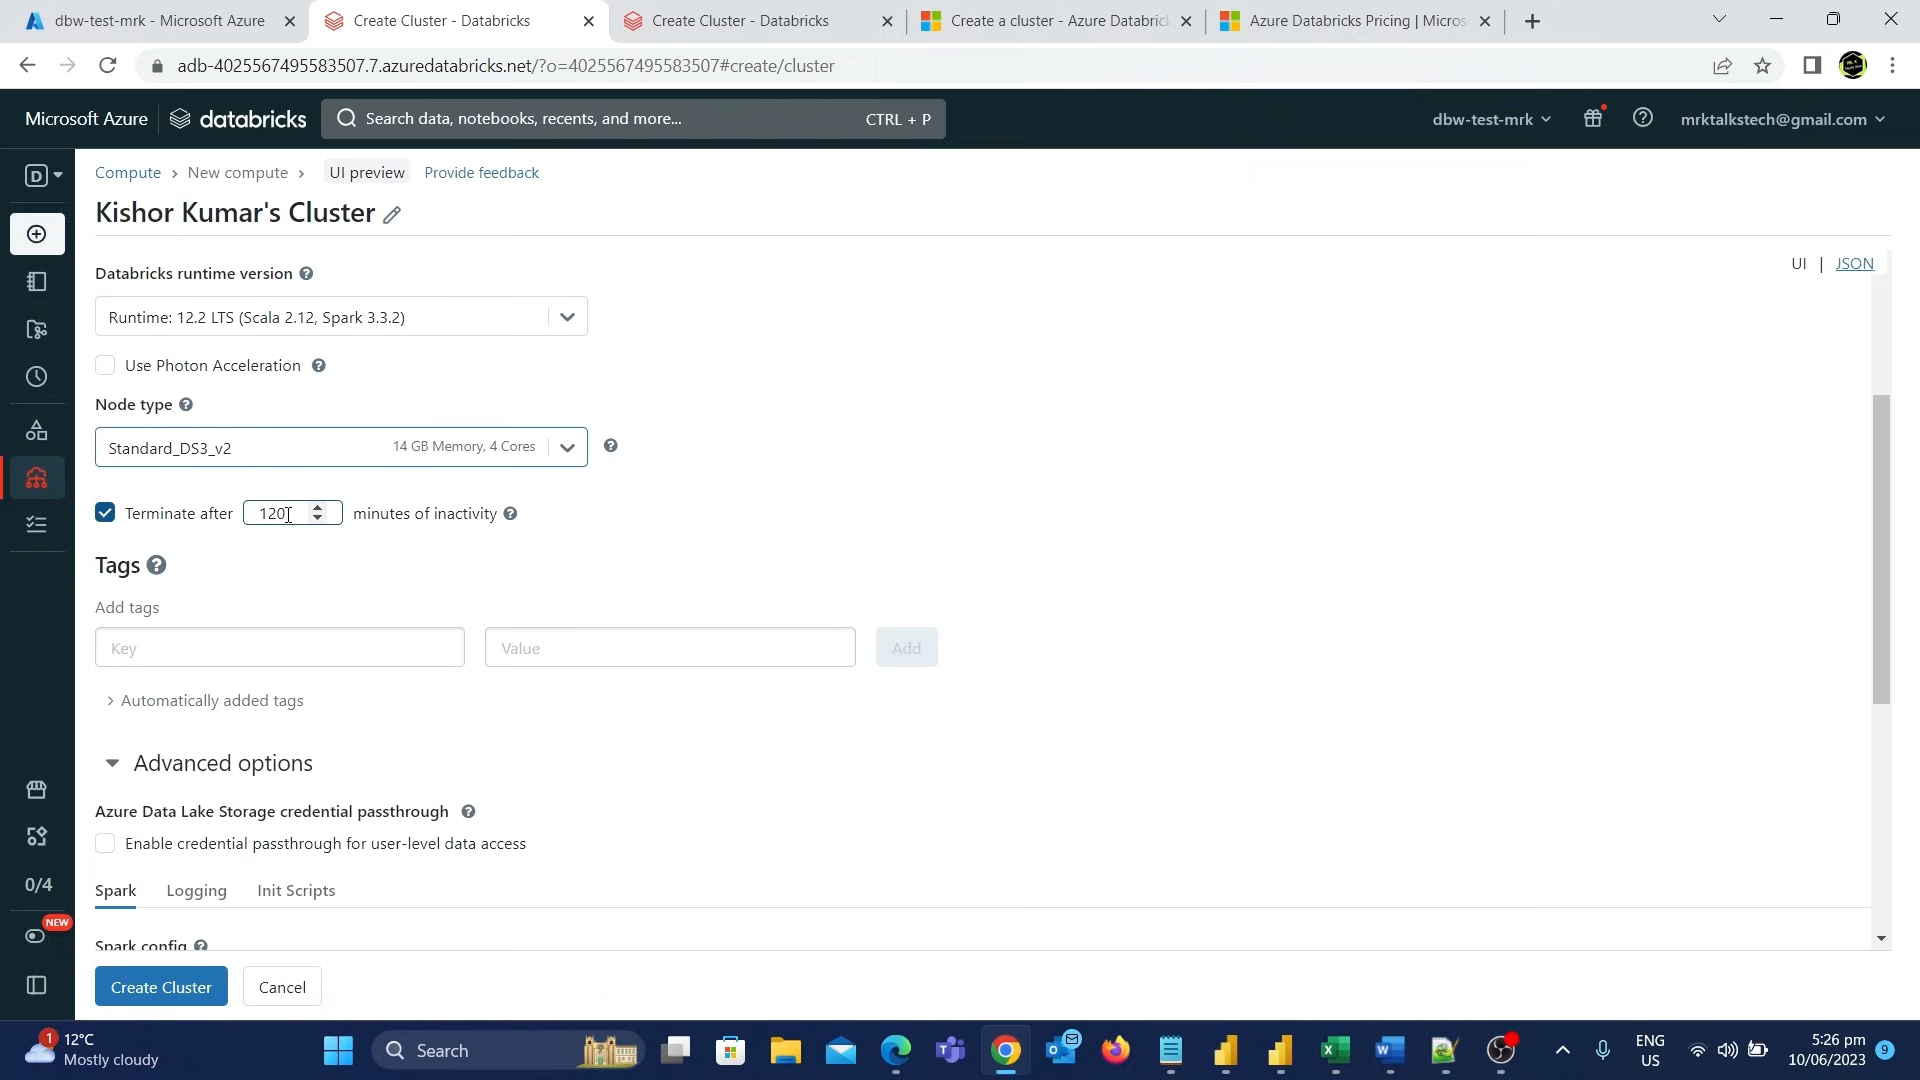 dbw-test-mrk - Microsoft Azure
Create Cluster - Databricks
Create Cluster - Databricks
Create a cluster - Azure Databric
Azure Databricks Pricing | Micros
adb-4025567495583507.7.azuredatabricks.net/?o=4025567495583507#create/cluster
Microsoft Azure
databricks
Search data, notebooks, recents, and more...
CTRL + P
dbw-test-mrk
mrktalkstech@gmail.com
D
Compute > New compute >
UI preview
Provide feedback
Kishor Kumar's Cluster
UI | JSON
Databricks runtime version
Runtime: 12.2 LTS (Scala 2.12, Spark 3.3.2)
Use Photon Acceleration
Node type
Standard_DS3_v2
14 GB Memory, 4 Cores
Terminate after 120 minutes of inactivity
Tags
Add tags
Key
Value
Add
Automatically added tags
Advanced options
Azure Data Lake Storage credential passthrough
Enable credential passthrough for user-level data access
0/4
Spark
Logging
Init Scripts
NEW
Spark config
Create Cluster
Cancel
1
12°C
Mostly cloudy
Search
ENG
US
5:26 pm
10/06/2023
9